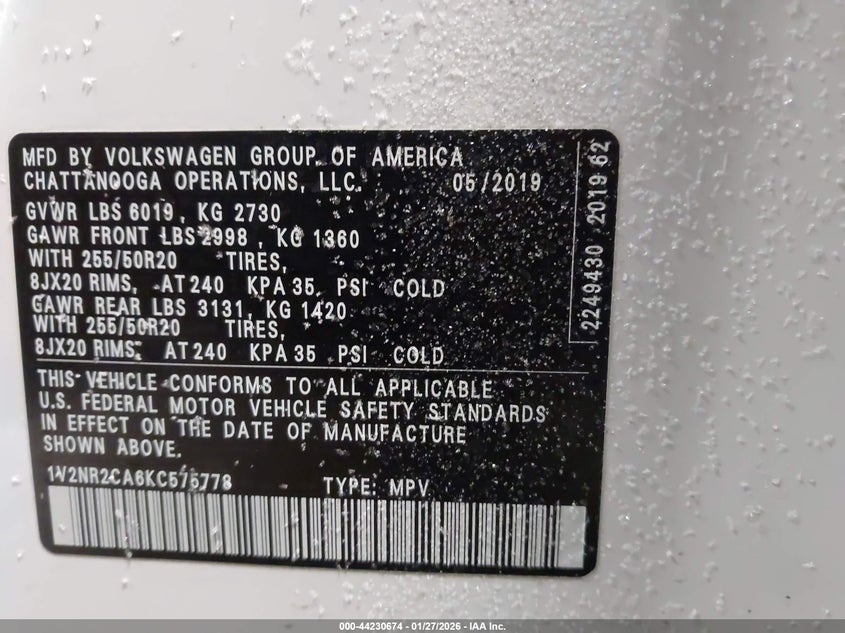 MFD BY VOLKSWAGEN GROUP OF AMERICA
CHATTANOOGA OPERATIONS, LLC. 05/2019
GVWR LBS 6019, KG 2730
GAWR FRONT LBS 2998, KG 1360
WITH 255/50R20 TIRES,
8JX20 RIMS, AT 240 KPA 35, PSI COLD
GAWR REAR LBS 3131, KG 1420
WITH 255/50R20 TIRES,
8JX20 RIMS, AT 240 KPA 35 PSI COLD
THIS VEHICLE CONFORMS TO ALL APPLICABLE
U.S. FEDERAL MOTOR VEHICLE SAFETY STANDARDS
IN EFFECT ON THE DATE OF MANUFACTURE
SHOWN ABOVE.
1V2NR2CA6KC575778 TYPE: MPV
2249430 2019 62
000-44230674 - 01/27/2026 - IAA Inc.